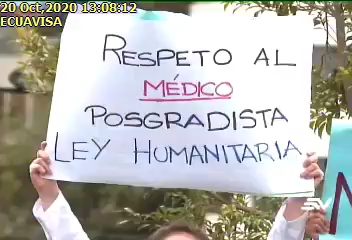 20 Oct,2020 13:08:12
ECUAVISA
RESPETO AL
MÉDICO
POSGRADISTA
LEY HUMANITARIA